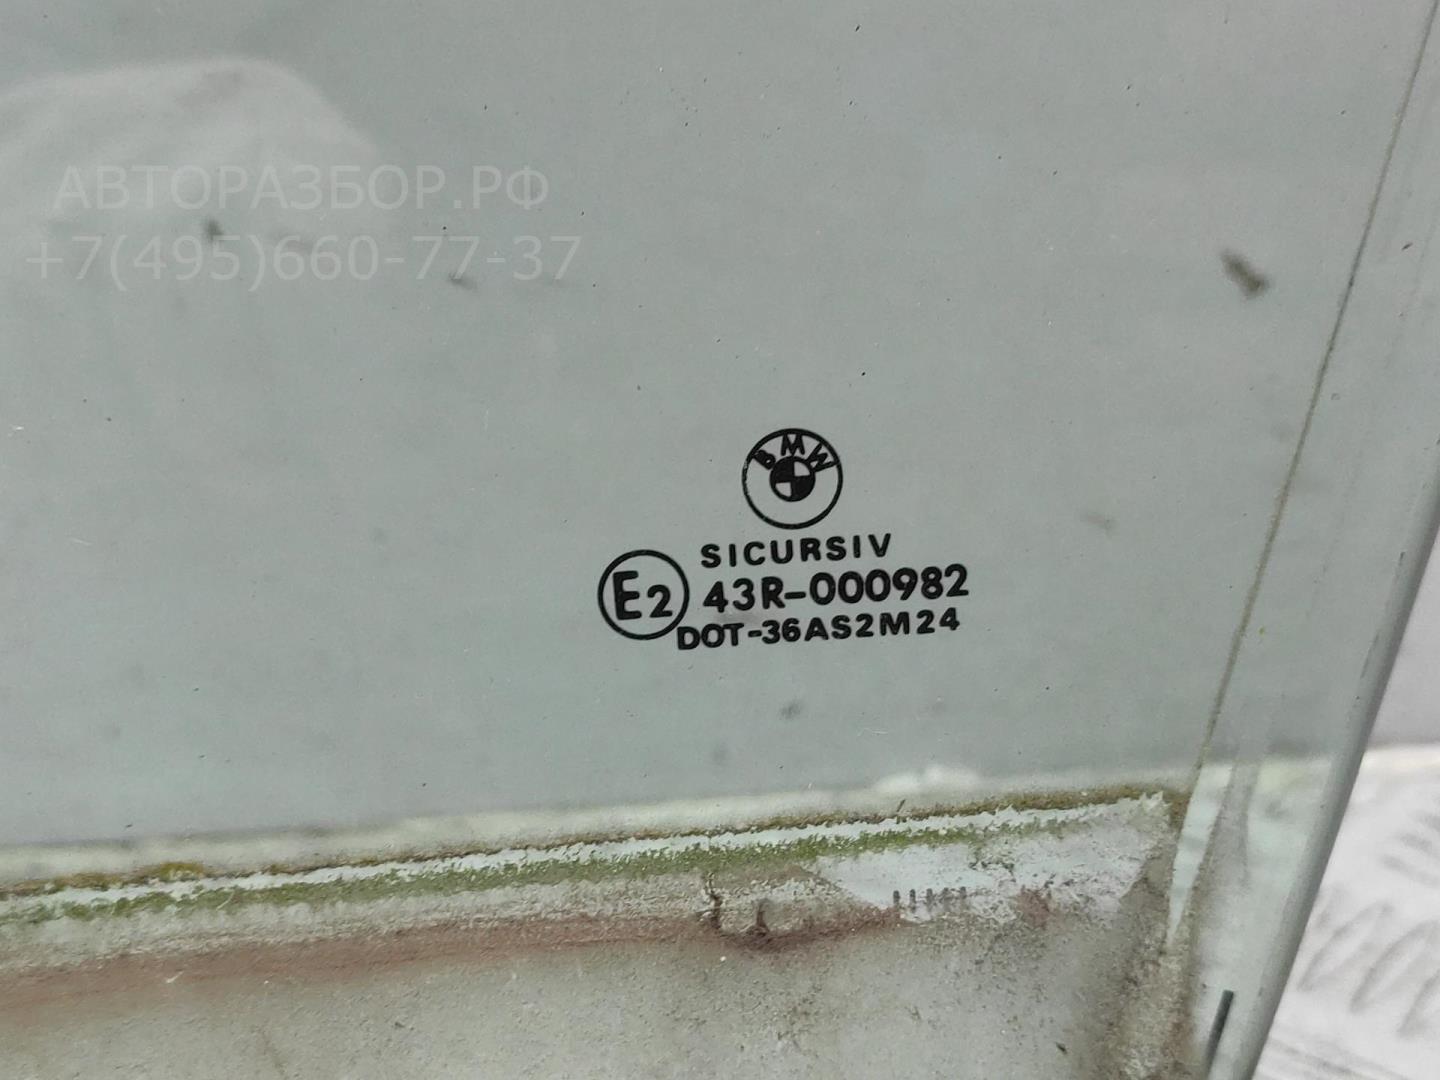 АВТОРАЗБОР.РФ
+7(495)660-77-37
BMW
SICURSIV
E2 43R-000982
DOT-36AS2M24